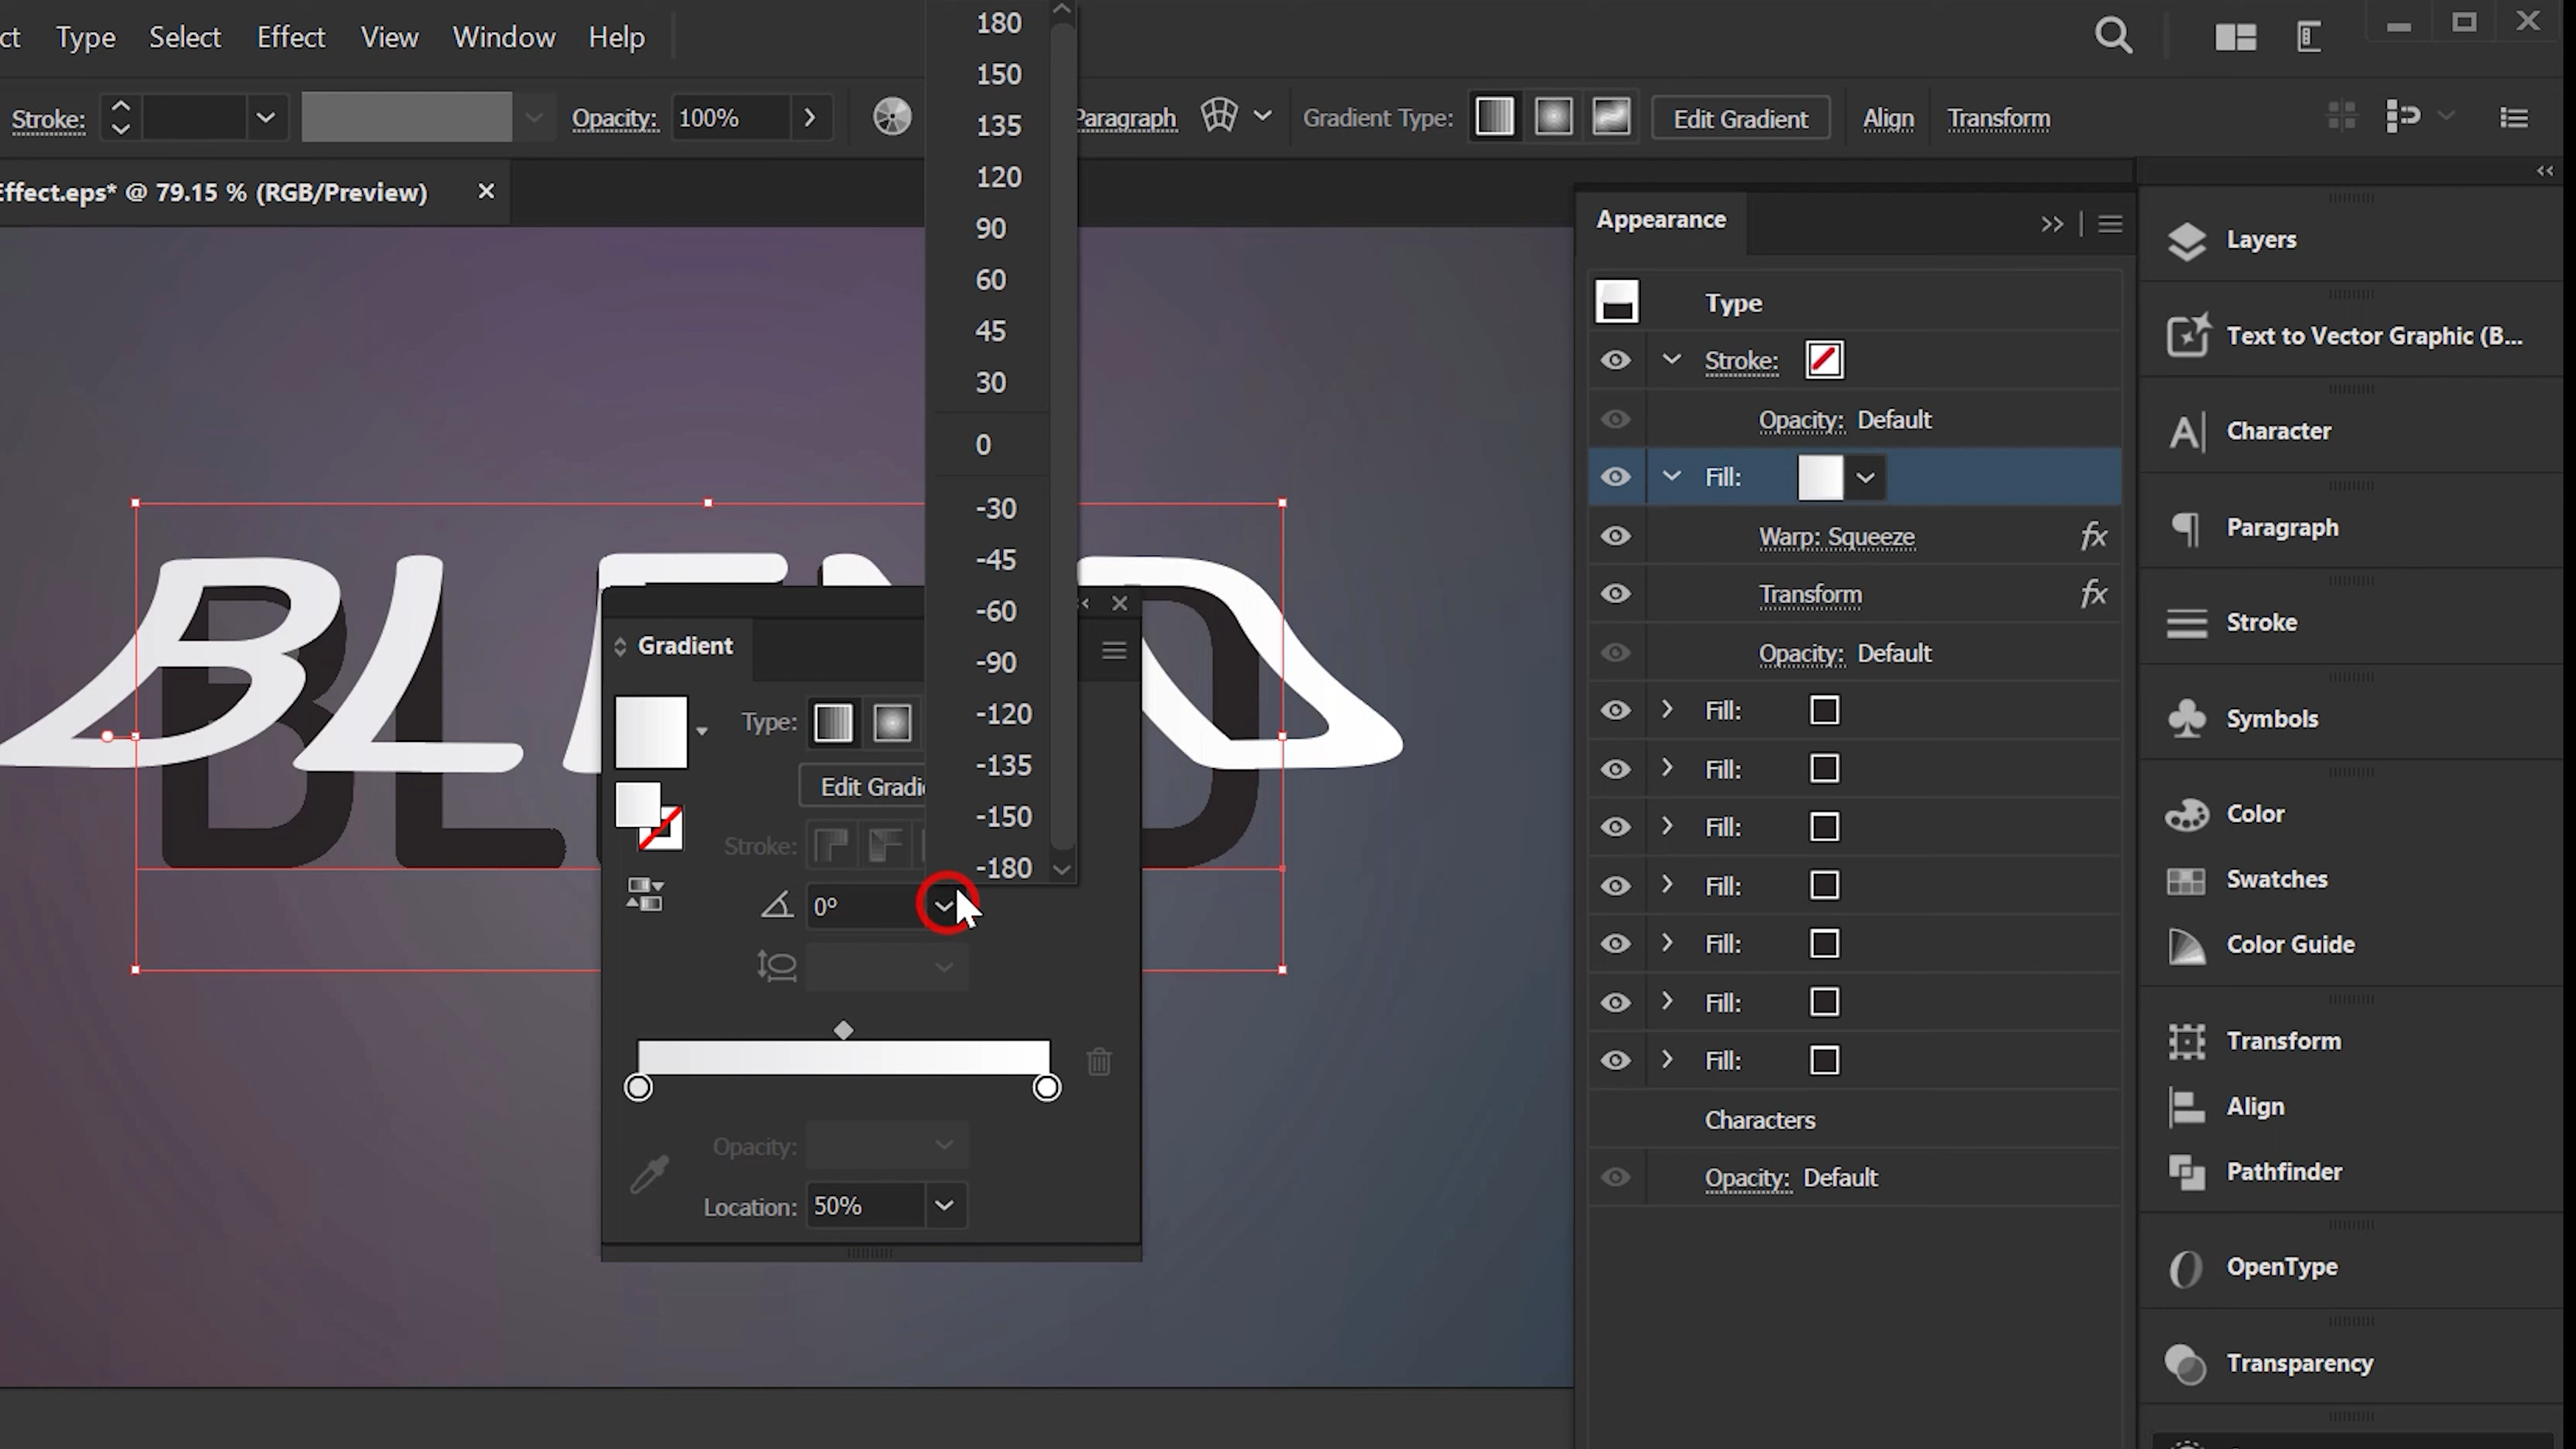 ct Type Select Effect View Window Help
Stroke: Opacity: 100% Paragraph Gradient Type: Edit Gradient Align Transform
Effect.eps* @ 79.15 % (RGB/Preview) ×
180
150
135
120
90
60
45
30
0
-30
-45
-60
-90
-120
-135
-150
-180
BLEND
BLEND
Gradient
Type:
Edit Gradi
Stroke:
0°
Opacity:
Location: 50%
Appearance
Type
Stroke:
Opacity: Default
Fill:
Warp: Squeeze fx
Transform fx
Opacity: Default
Fill:
Fill:
Fill:
Fill:
Fill:
Fill:
Fill:
Characters
Opacity: Default
Layers
Text to Vector Graphic (B...
Character
Paragraph
Stroke
Symbols
Color
Swatches
Color Guide
Transform
Align
Pathfinder
OpenType
Transparency